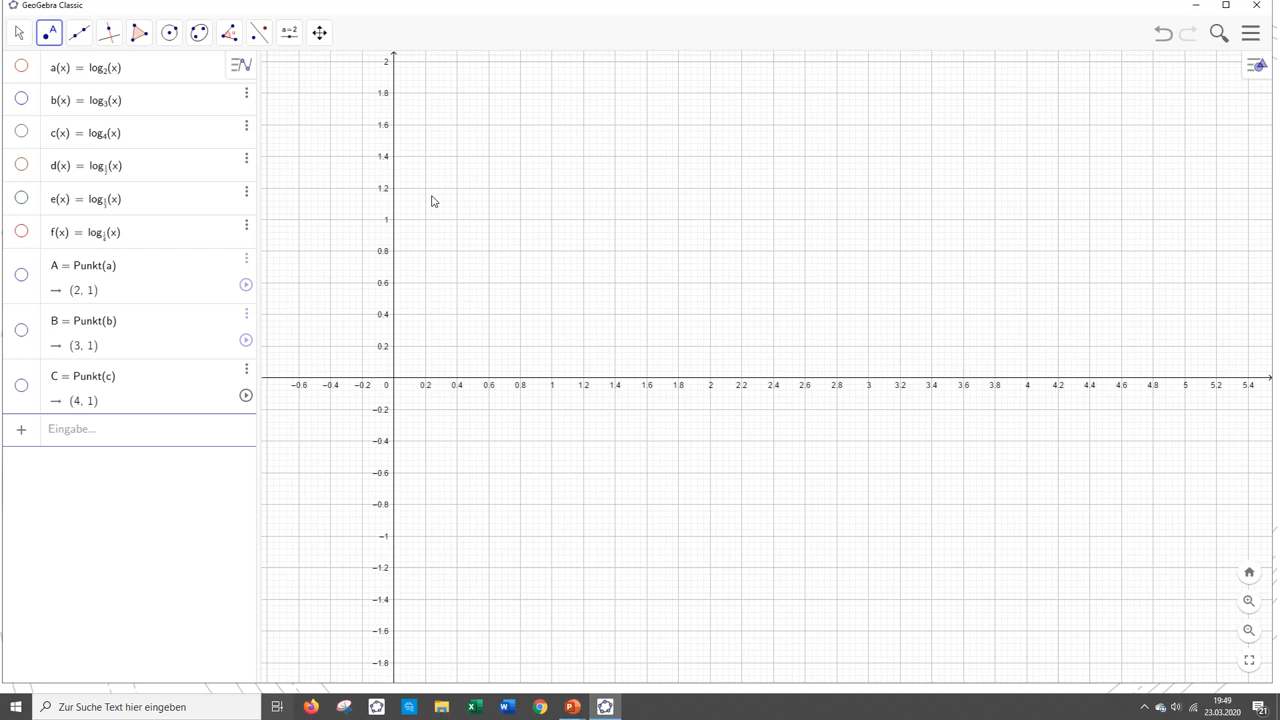 GeoGebra Classic
A
a=2
a(x) = log₂(x)
b(x) = log₃(x)
c(x) = log₄(x)
d(x) = log(x)
e(x) = log(x)
f(x) = log(x)
A = Punkt(a)
→ (2, 1)
B = Punkt(b)
→ (3, 1)
C = Punkt(c)
→ (4, 1)
+ Eingabe...
2
1.8
1.6
1.4
1.2
1
0.8
0.6
0.4
0.2
−0.6 −0.4 −0.2 0 0.2 0.4 0.6 0.8 1 1.2 1.4 1.6 1.8 2 2.2 2.4 2.6 2.8 3 3.2 3.4 3.6 3.8 4 4.2 4.4 4.6 4.8 5 5.2 5.4
−0.2
−0.4
−0.6
−0.8
−1
−1.2
−1.4
−1.6
−1.8
Zur Suche Text hier eingeben
19:49
23.03.2020
21